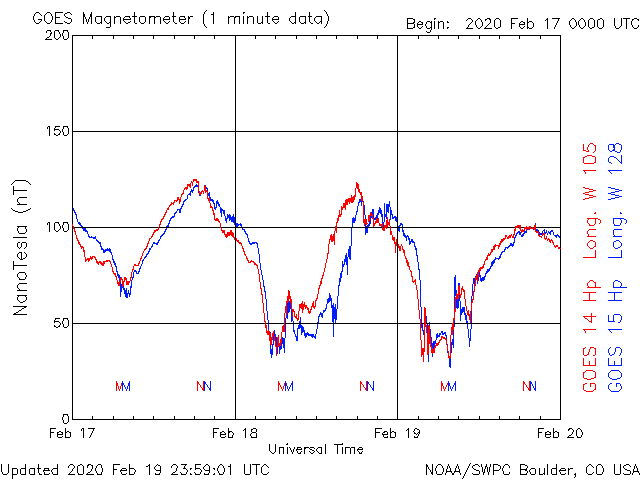 GOES Magnetometer (1 minute data)
Begin: 2020 Feb 17 0000 UTC
200
150
100
50
0
NanoTesla (nT)
M M N N M M N N M M N N
Feb 17 Feb 18 Feb 19 Feb 20
Universal Time
GOES 14 Hp Long. W 105
GOES 15 Hp Long. W 128
Updated 2020 Feb 19 23:59:01 UTC
NOAA/SWPC Boulder, CO USA